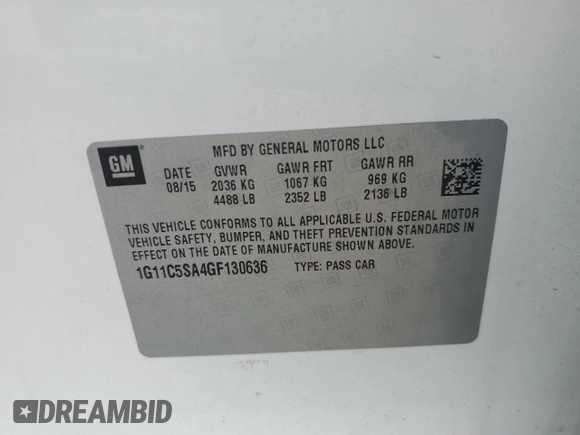 GM
MFD BY GENERAL MOTORS LLC
DATE GVWR GAWR FRT GAWR RR
08/15 2036 KG 1067 KG 969 KG
4488 LB 2352 LB 2136 LB
THIS VEHICLE CONFORMS TO ALL APPLICABLE U.S. FEDERAL MOTOR
VEHICLE SAFETY, BUMPER, AND THEFT PREVENTION STANDARDS IN
EFFECT ON THE DATE OF MANUFACTURE SHOWN ABOVE.
1G11C5SA4GF130636 TYPE: PASS CAR
DREAMBID